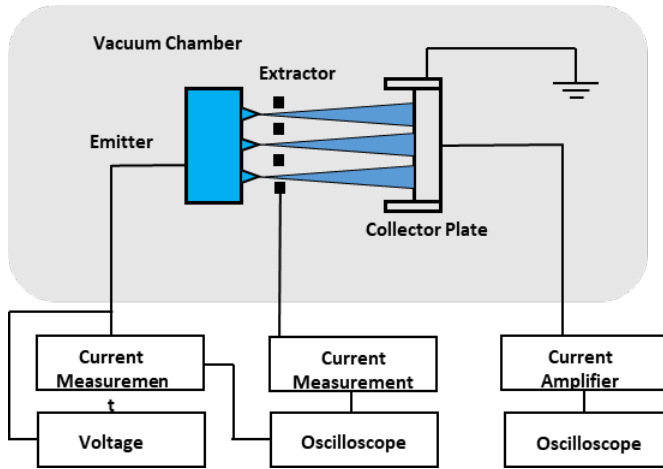 Vacuum Chamber
Extractor
Emitter
Collector Plate
Current
Measuremen
t
Voltage
Current
Measurement
Oscilloscope
Current
Amplifier
Oscilloscope